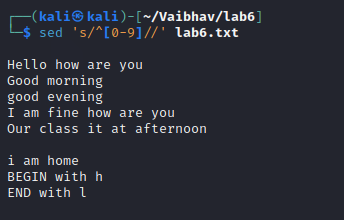 ┌──(kali㉿kali)-[~/Vaibhav/lab6]
└─$ sed 's/^[0-9]//' lab6.txt
Hello how are you
Good morning
good evening
I am fine how are you
Our class it at afternoon
i am home
BEGIN with h
END with l